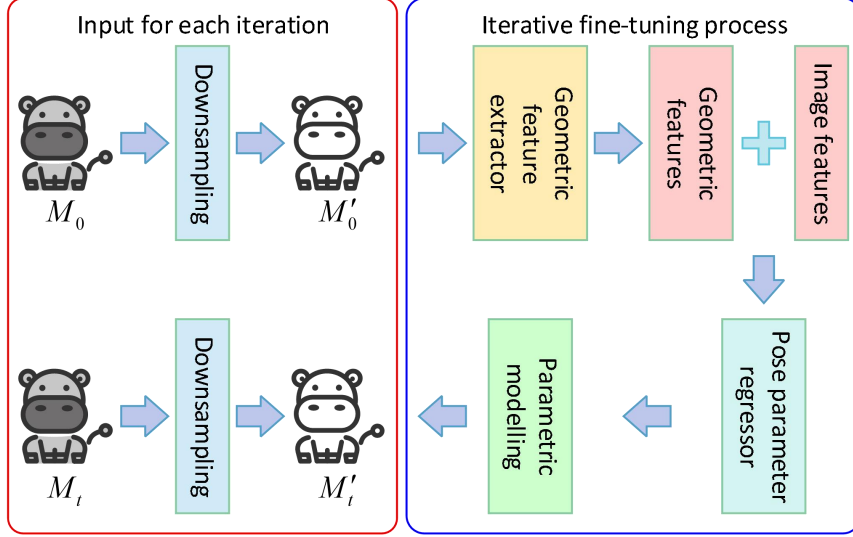 Input for each iteration
Iterative fine-tuning process
Downsampling
Geometric
feature
extractor
Geometric
features
Image features
M₀
M′₀
Downsampling
Parametric
modelling
Pose parameter
regressor
Mₜ
M′ₜ